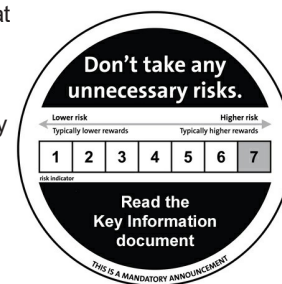 at
y
Don't take any
unnecessary risks.
Lower risk Higher risk
Typically lower rewards Typically higher rewards
1 2 3 4 5 6 7
risk indicator
Read the
Key Information
document
THIS IS A MANDATORY ANNOUNCEMENT